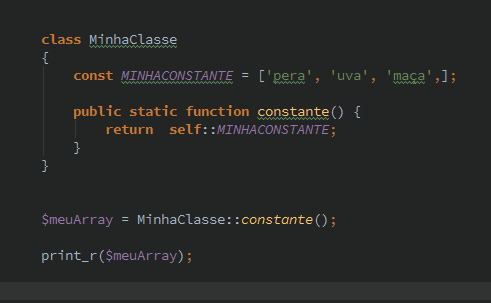 class MinhaClasse
{
    const MINHACONSTANTE = ['pera', 'uva', 'maça',];
    public static function constante() {
        return  self::MINHACONSTANTE;
    }
}
$meuArray = MinhaClasse::constante();
print_r($meuArray);